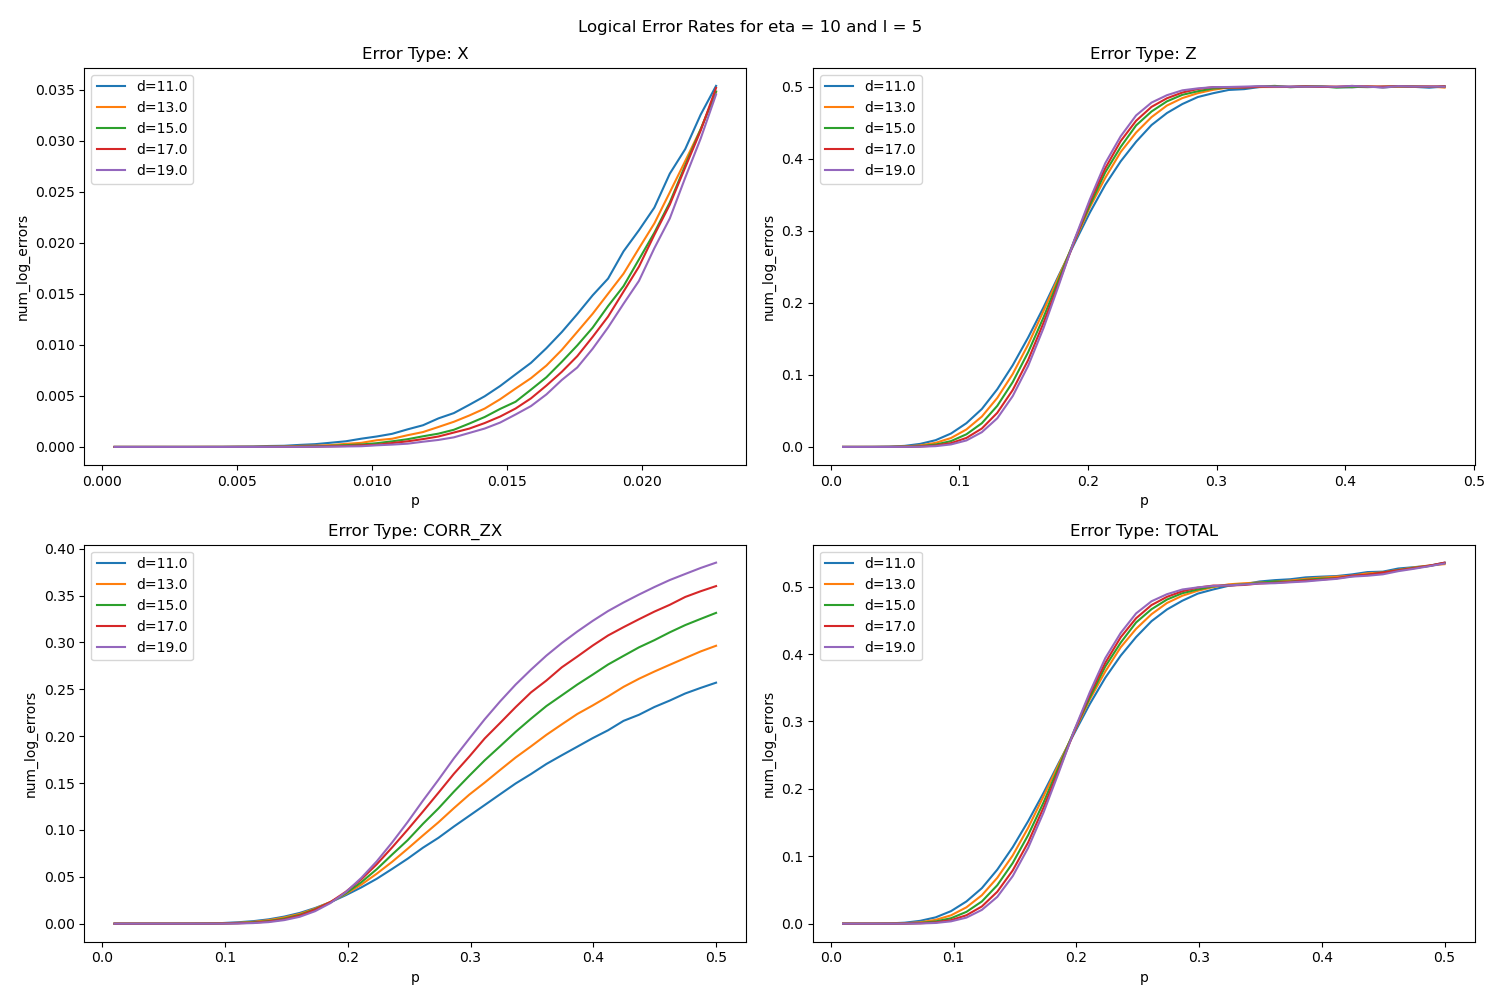 Logical Error Rates for eta = 10 and l = 5
Error Type: X
0.035
0.030
0.025
0.020
0.015
0.010
0.005
0.000
num_log_errors
d=11.0
d=13.0
d=15.0
d=17.0
d=19.0
0.000
0.005
0.010
0.015
0.020
p
Error Type: Z
0.5
0.4
0.3
0.2
0.1
0.0
num_log_errors
d=11.0
d=13.0
d=15.0
d=17.0
d=19.0
0.0
0.1
0.2
0.3
0.4
0.5
p
Error Type: CORR_ZX
0.40
0.35
0.30
0.25
0.20
0.15
0.10
0.05
0.00
num_log_errors
d=11.0
d=13.0
d=15.0
d=17.0
d=19.0
0.0
0.1
0.2
0.3
0.4
0.5
p
Error Type: TOTAL
0.5
0.4
0.3
0.2
0.1
0.0
num_log_errors
d=11.0
d=13.0
d=15.0
d=17.0
d=19.0
0.0
0.1
0.2
0.3
0.4
0.5
p